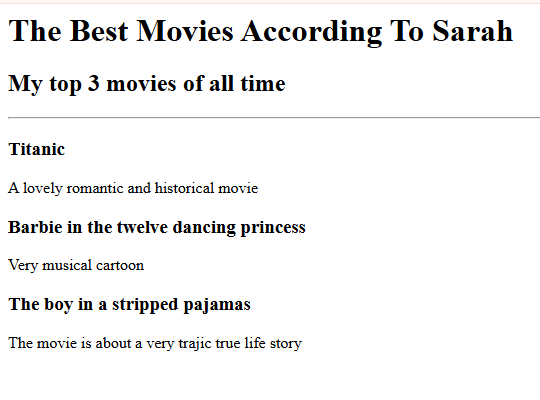 The Best Movies According To Sarah
My top 3 movies of all time
Titanic
A lovely romantic and historical movie
Barbie in the twelve dancing princess
Very musical cartoon
The boy in a stripped pajamas
The movie is about a very trajic true life story